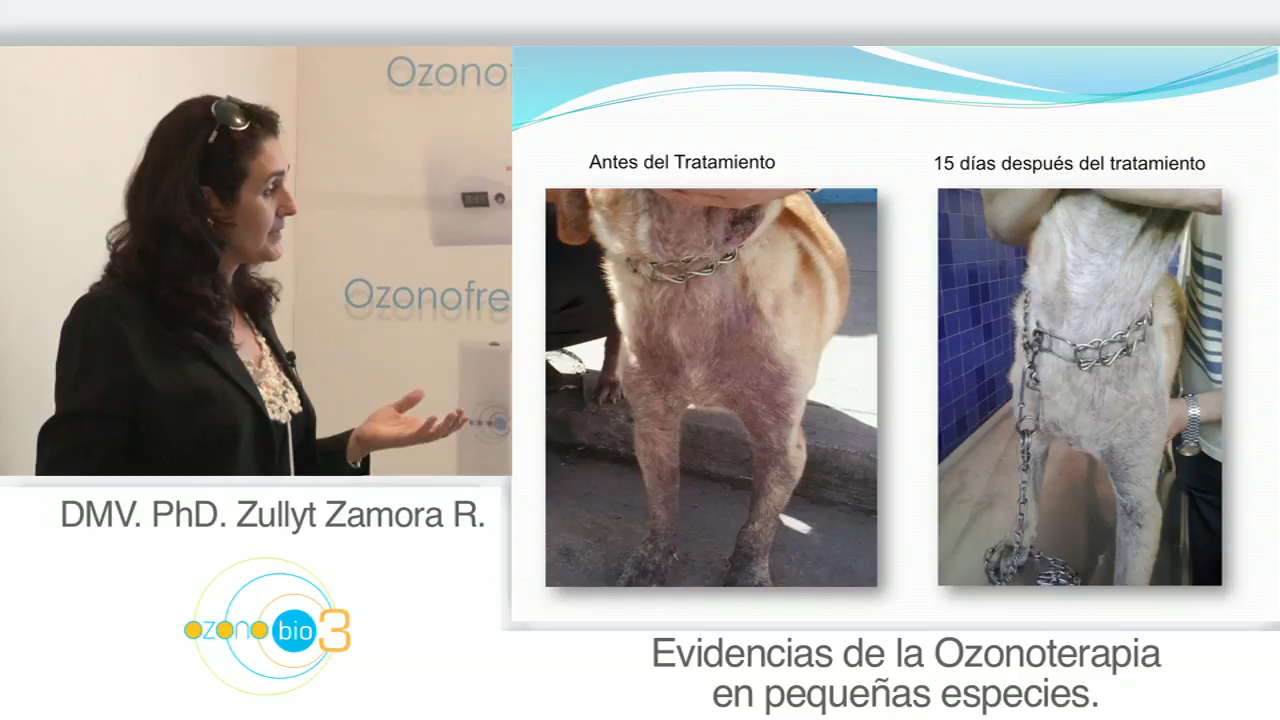 Ozonof
Ozonofre
DMV. PhD. Zullyt Zamora R.
ozono bio 3
Antes del Tratamiento
15 días después del tratamiento
Evidencias de la Ozonoterapia
en pequeñas especies.